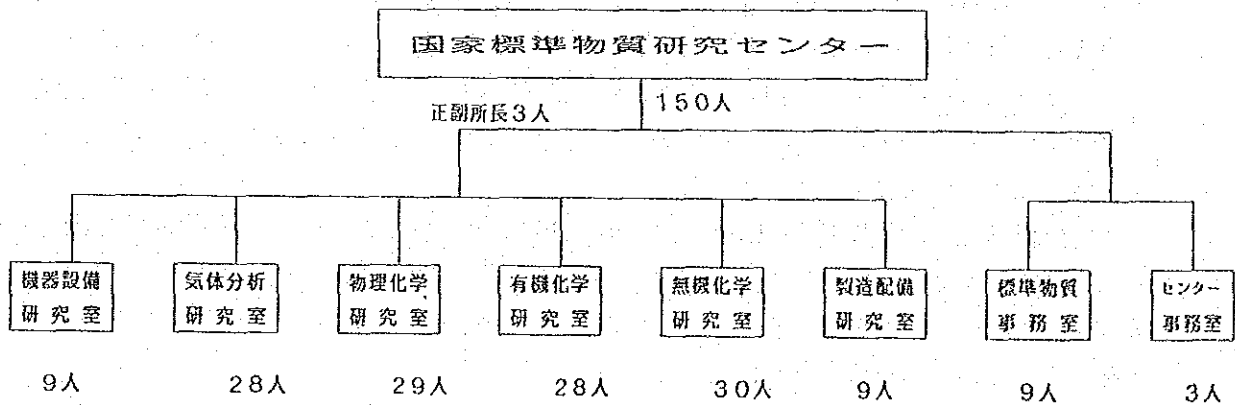 国家標準物質研究センター
正副所長3人
150人
機器設備
研究室
気体分析
研究室
物理化学
研究室
有機化学
研究室
無機化学
研究室
製造配備
研究室
標準物質
事務室
センター
事務室
9人
28人
29人
28人
30人
9人
9人
3人